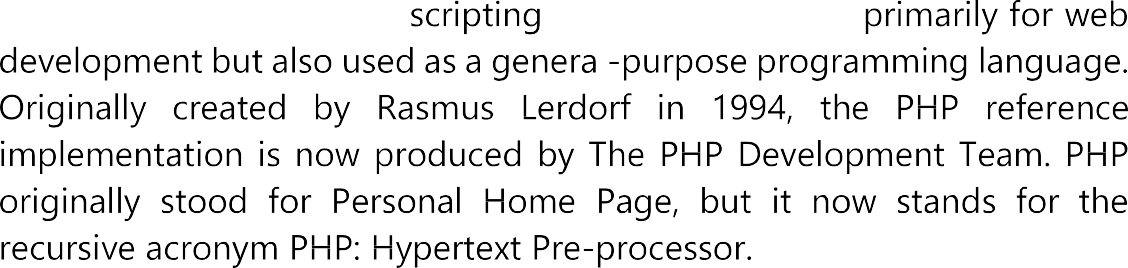 scripting primarily for web
development but also used as a genera -purpose programming language.
Originally created by Rasmus Lerdorf in 1994, the PHP reference
implementation is now produced by The PHP Development Team. PHP
originally stood for Personal Home Page, but it now stands for the
recursive acronym PHP: Hypertext Pre-processor.